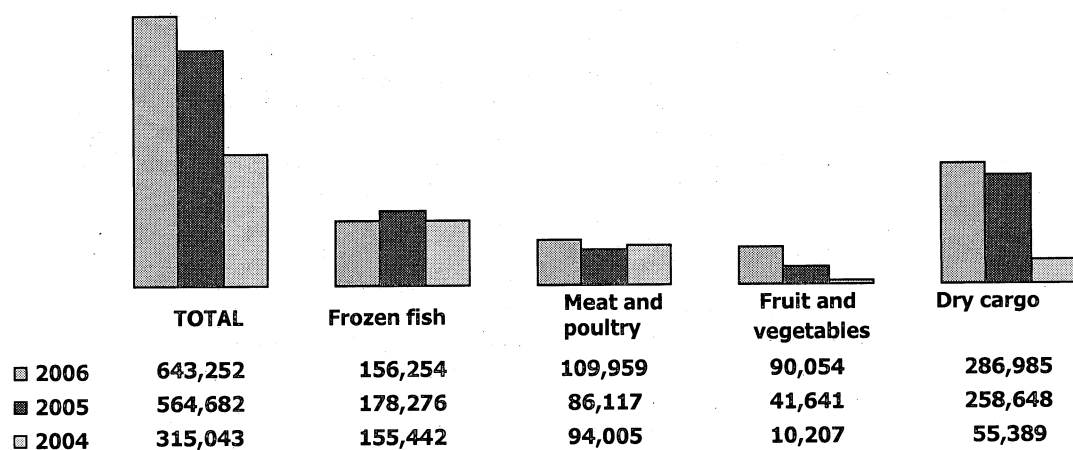 TOTAL Frozen fish Meat and poultry Fruit and vegetables Dry cargo
2006 643,252 156,254 109,959 90,054 286,985
2005 564,682 178,276 86,117 41,641 258,648
2004 315,043 155,442 94,005 10,207 55,389